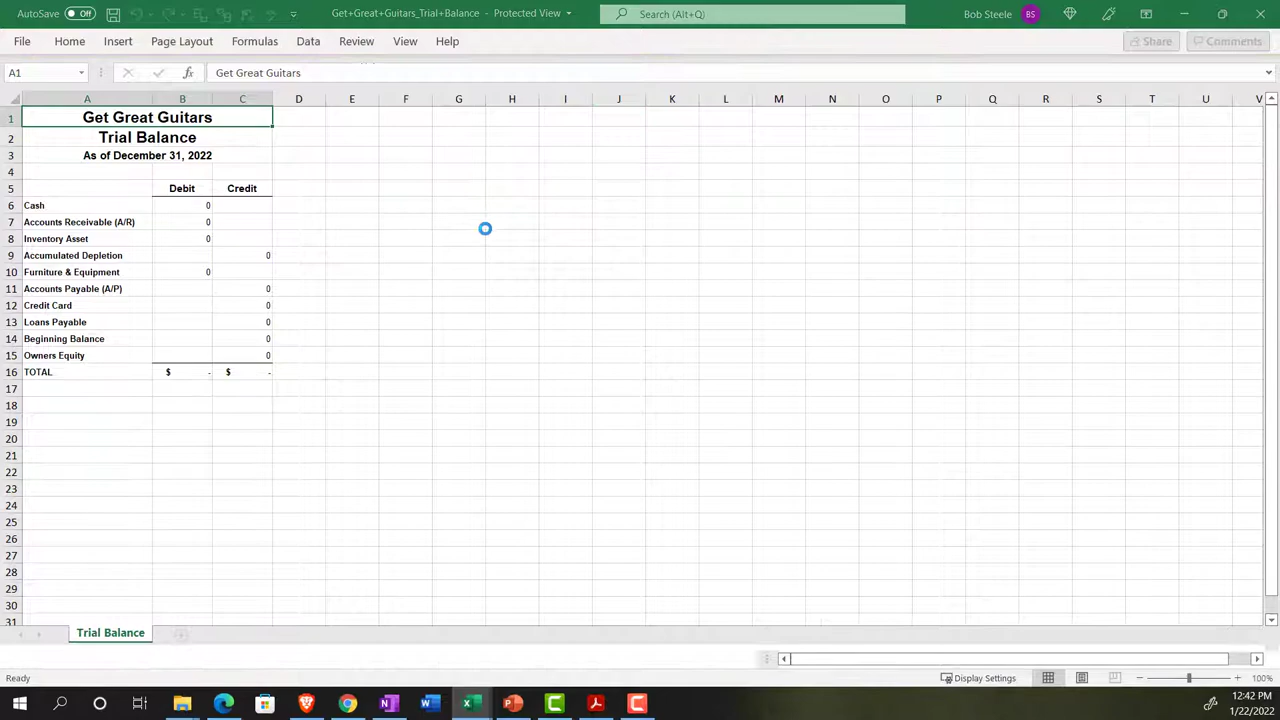 AutoSave Off Get+Great+Guitars_Trial+Balance - Protected View Search (Alt+Q) Bob Steele BS
File Home Insert Page Layout Formulas Data Review View Help Share Comments
A1 fx Get Great Guitars
A B C D E F G H I J K L M N O P Q R S T U V
1 Get Great Guitars
2 Trial Balance
3 As of December 31, 2022
4
5 Debit Credit
6 Cash 0
7 Accounts Receivable (A/R) 0
8 Inventory Asset 0
9 Accumulated Depletion 0
10 Furniture & Equipment 0
11 Accounts Payable (A/P) 0
12 Credit Card 0
13 Loans Payable 0
14 Beginning Balance 0
15 Owners Equity 0
16 TOTAL $ - $ -
17
18
19
20
21
22
23
24
25
26
27
28
29
30
31
Trial Balance
Ready Display Settings 100%
12:42 PM
1/22/2022